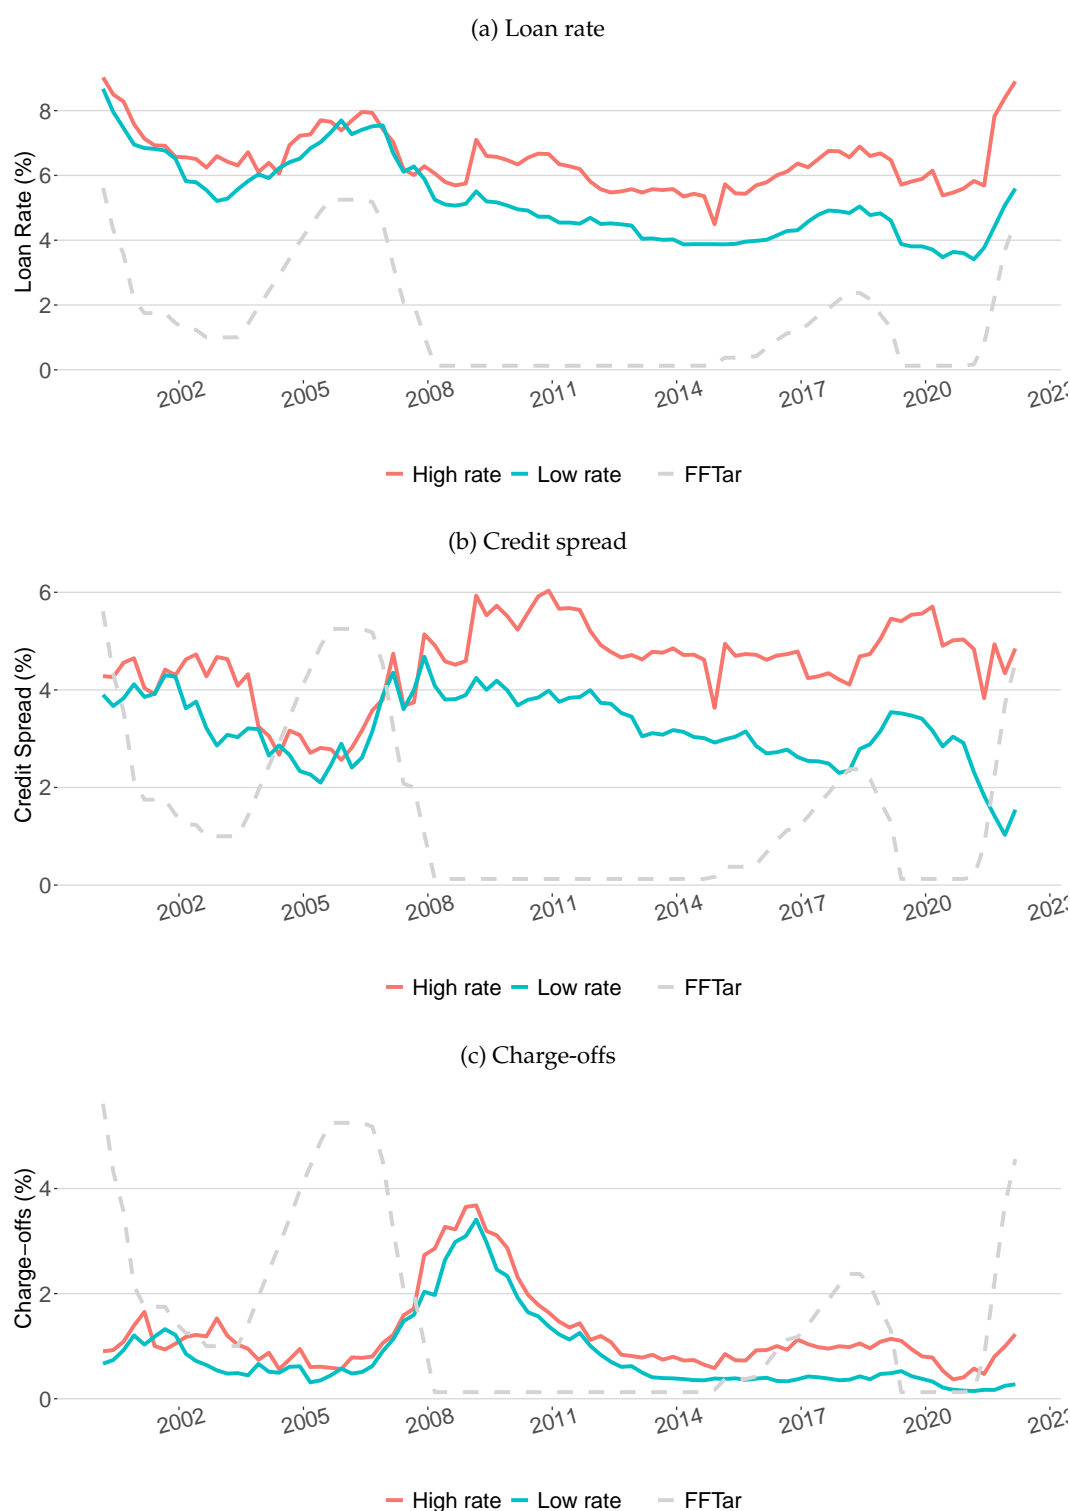 (a) Loan rate
Loan Rate (%)
8
6
4
2
0
2002 2005 2008 2011 2014 2017 2020 2023
High rate Low rate FFTar
(b) Credit spread
Credit Spread (%)
6
4
2
0
2002 2005 2008 2011 2014 2017 2020 2023
High rate Low rate FFTar
(c) Charge-offs
Charge−offs (%)
4
2
0
2002 2005 2008 2011 2014 2017 2020 2023
High rate Low rate FFTar